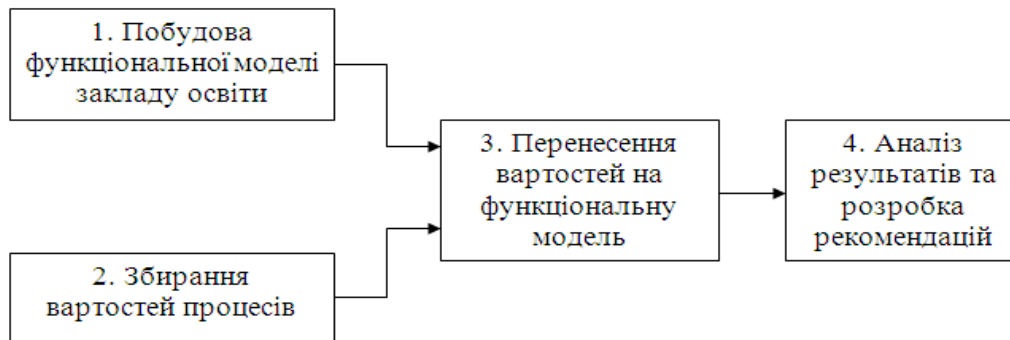 1. Побудова
функціональної моделі
закладу освіти
2. Збирання
вартостей процесів
3. Перенесення
вартостей на
функціональну
модель
4. Аналіз
результатів та
розробка
рекомендацій